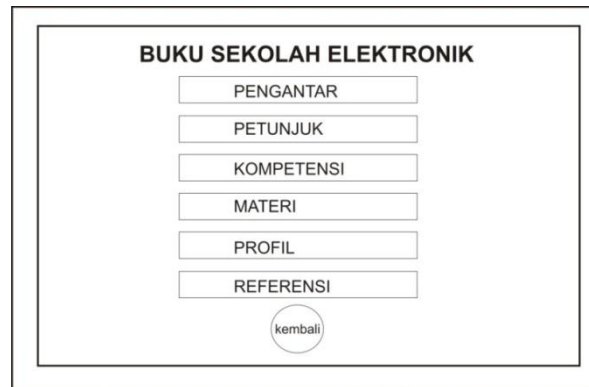 BUKU SEKOLAH ELEKTRONIK
PENGANTAR
PETUNJUK
KOMPETENSI
MATERI
PROFIL
REFERENSI
kembali